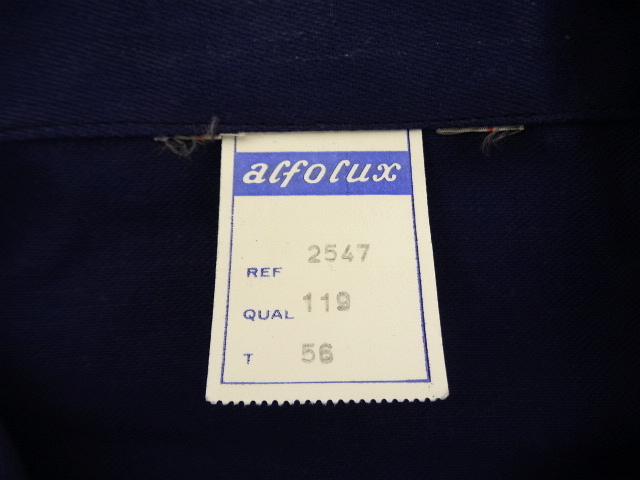 alfolux
REF 2547
QUAL 119
T 56